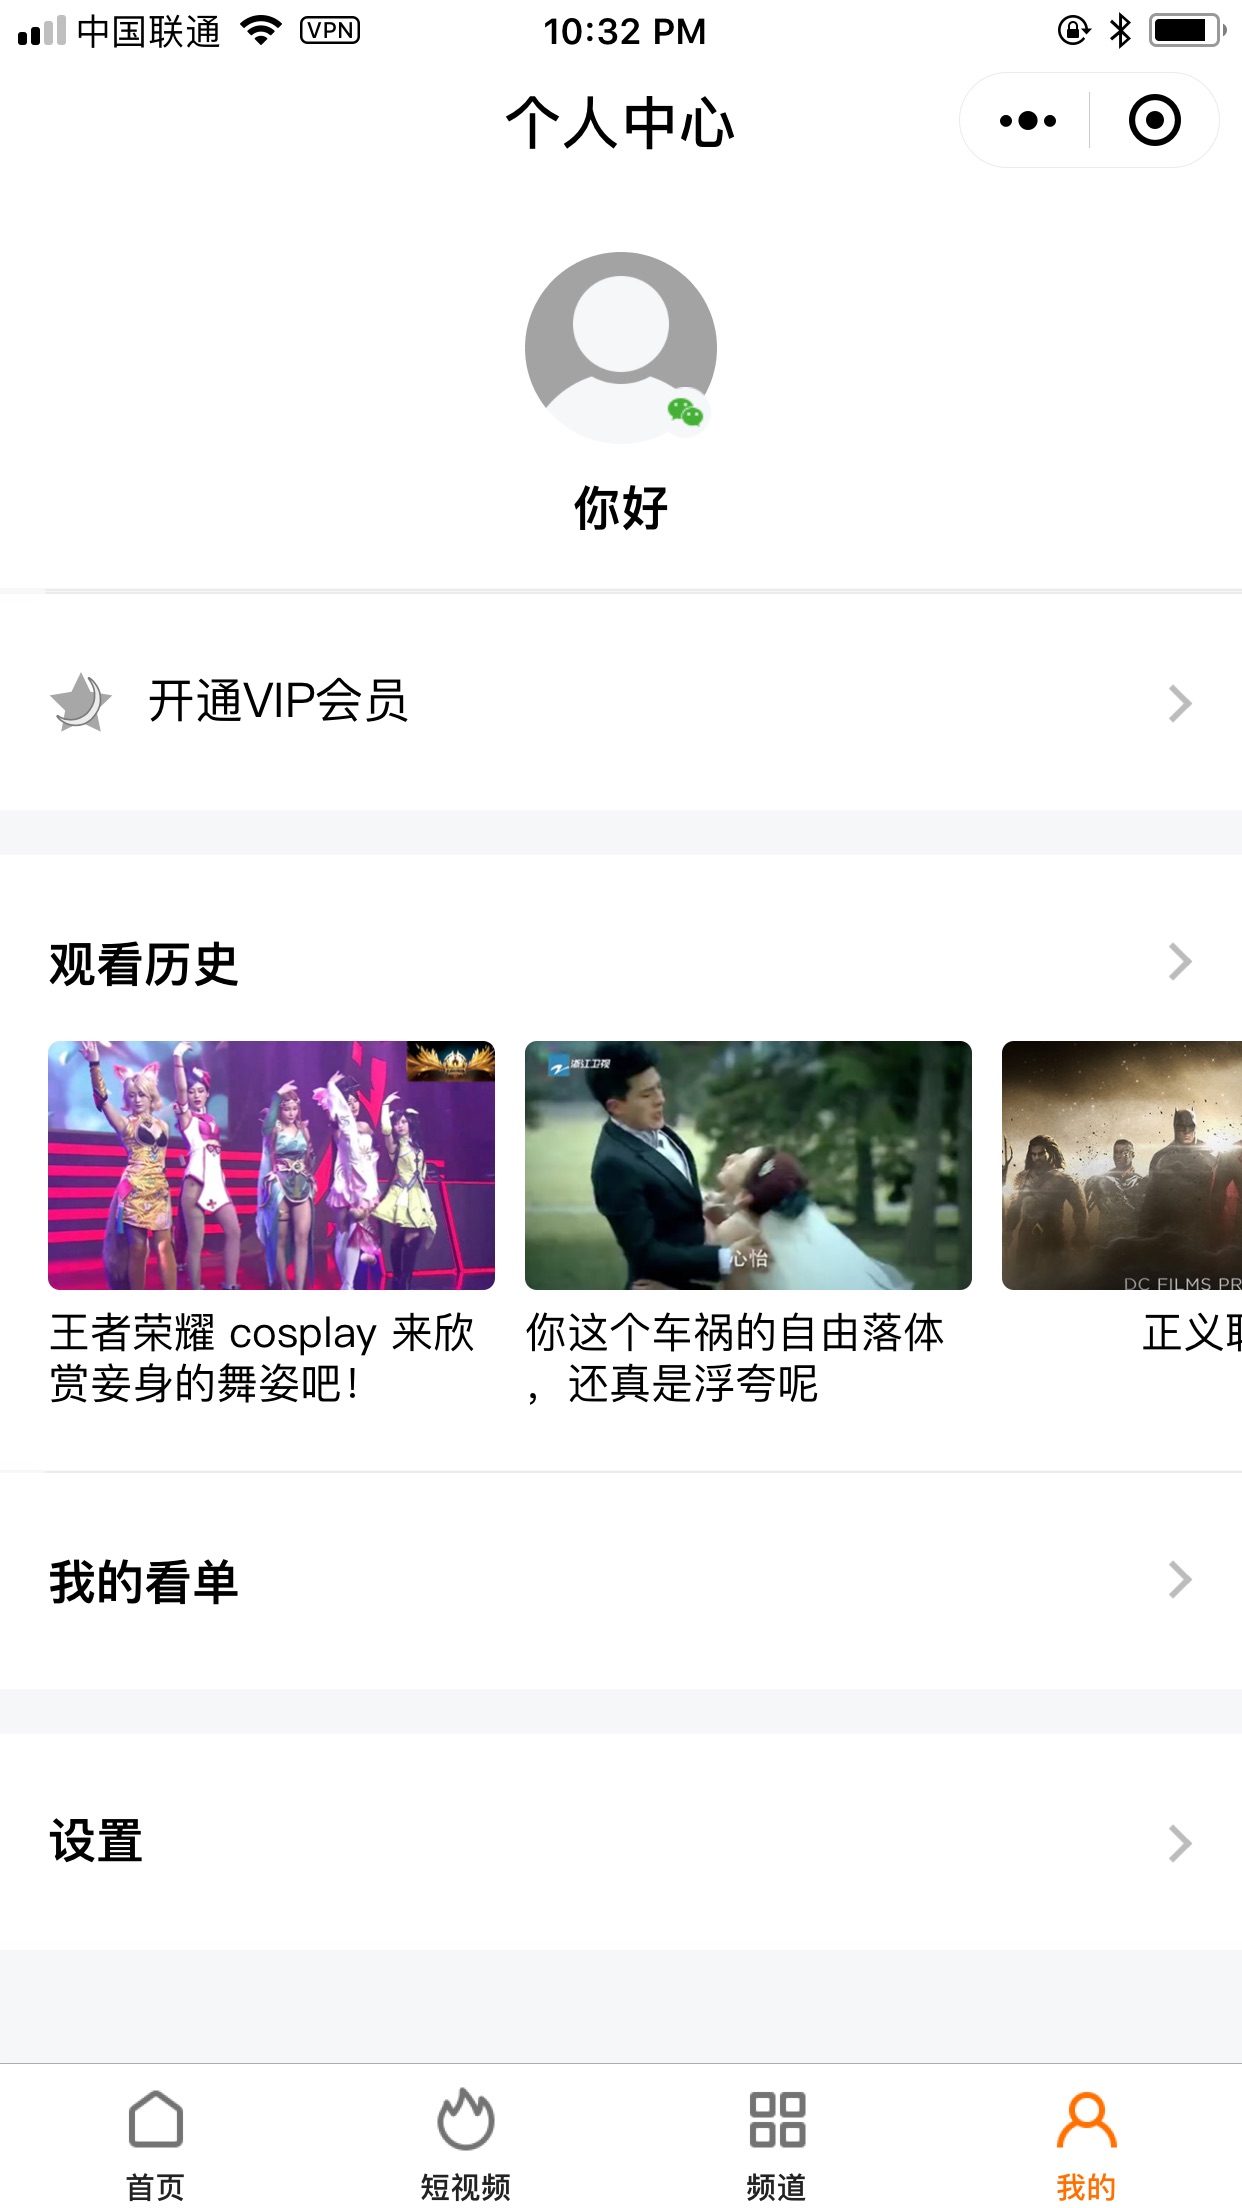 中国联通 VPN 10:32 PM
个人中心
你好
开通VIP会员
观看历史
浙江卫视
心怡
DC FILMS PR
王者荣耀 cosplay 来欣
赏妾身的舞姿吧！
你这个车祸的自由落体
，还真是浮夸呢
正义联
我的看单
设置
首页 短视频 频道 我的